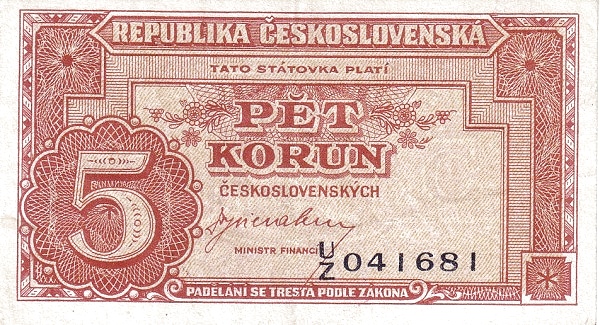 REPUBLIKA ČESKOSLOVENSKÁ
TATO STÁTOVKA PLATÍ
PĚT
KORUN
ČESKOSLOVENSKÝCH
5
MINISTR FINANCÍ
U/Z 041681
PADĚLÁNÍ SE TRESTÁ PODLE ZÁKONA